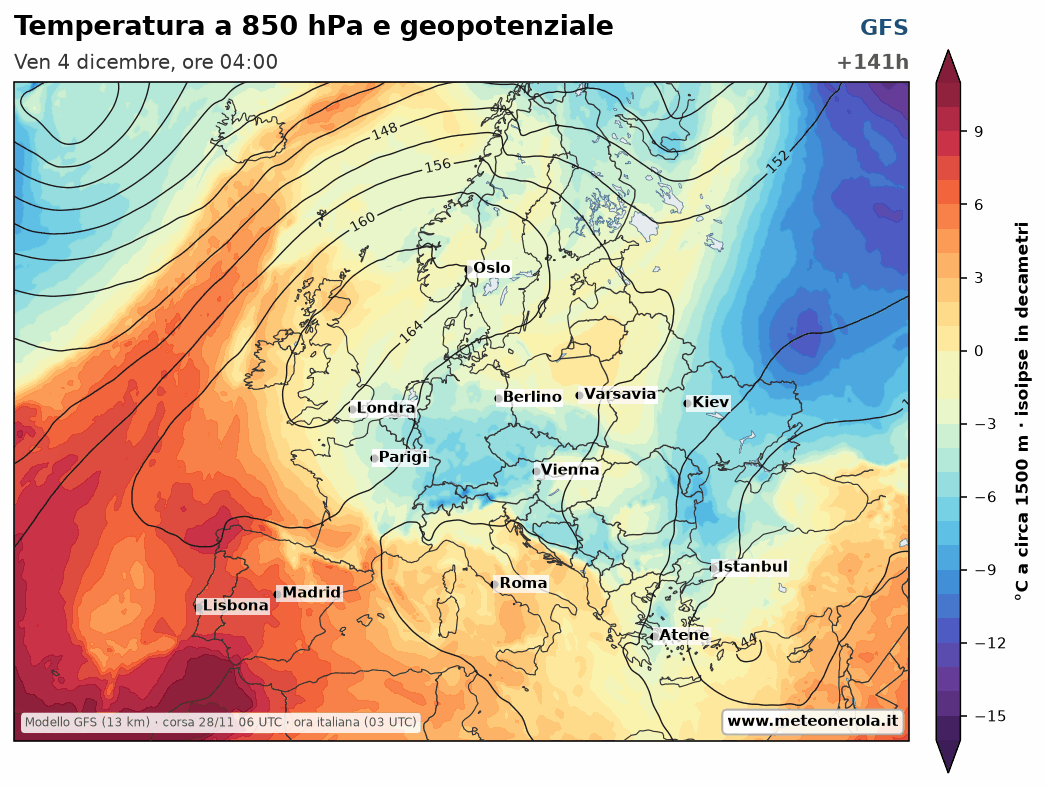 Temperatura a 850 hPa e geopotenziale
GFS
Ven 4 dicembre, ore 04:00
+141h
148
156
152
160
164
Oslo
Londra
Berlino
Varsavia
Kiev
Parigi
Vienna
Istanbul
Roma
Madrid
Lisbona
Atene
144
Modello GFS (13 km) · corsa 28/11 06 UTC · ora italiana (03 UTC)
www.meteonerola.it
9
6
3
0
−3
−6
−9
−12
−15
°C a circa 1500 m · isoipse in decametri